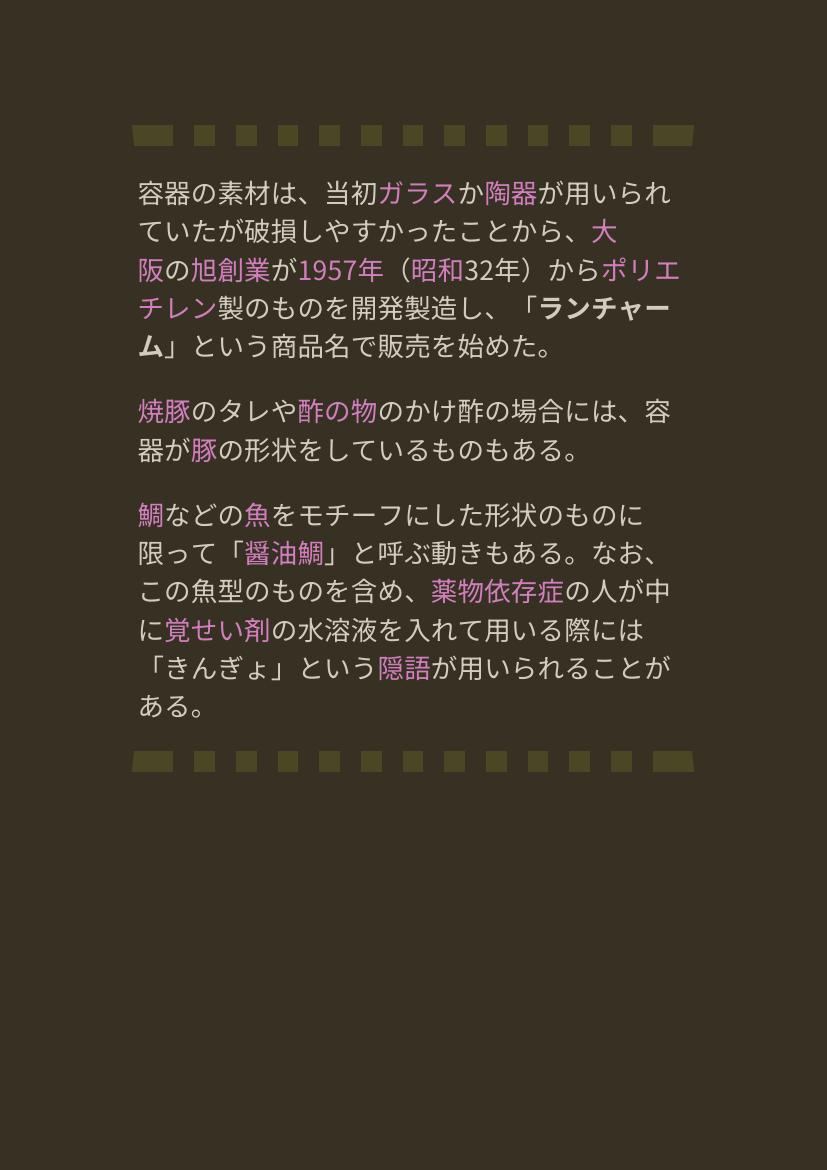 容器の素材は、当初ガラスか陶器が用いられ
ていたが破損しやすかったことから、大
阪の旭創業が1957年（昭和32年）からポリエ
チレン製のものを開発製造し、「ランチャー
ム」という商品名で販売を始めた。
焼豚のタレや酢の物のかけ酢の場合には、容
器が豚の形状をしているものもある。
鯛などの魚をモチーフにした形状のものに
限って「醤油鯛」と呼ぶ動きもある。なお、
この魚型のものを含め、薬物依存症の人が中
に覚せい剤の水溶液を入れて用いる際には
「きんぎょ」という隠語が用いられることが
ある。